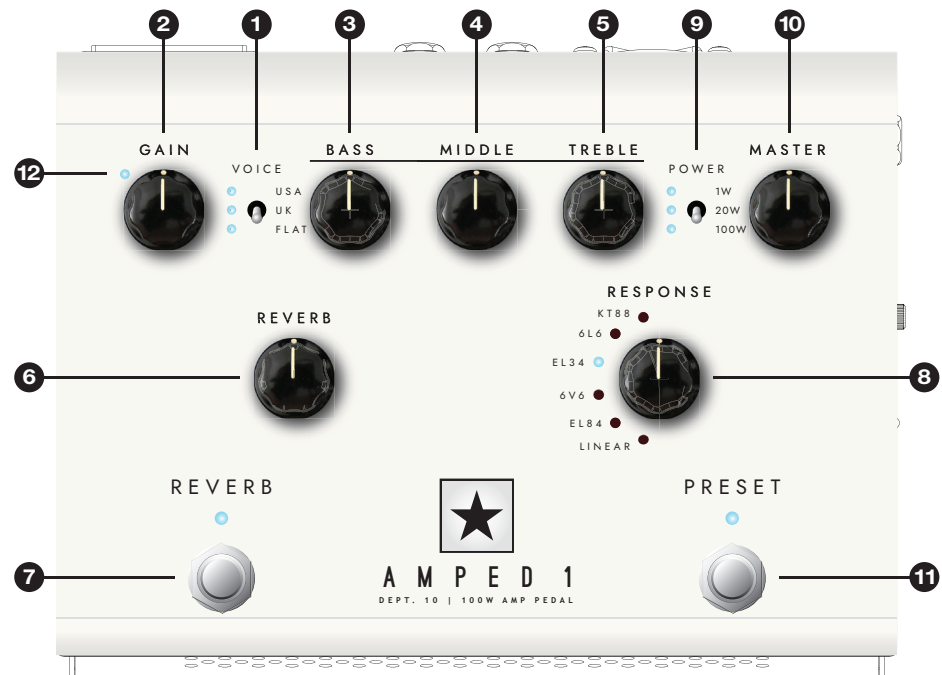 2 1 3 4 5 9 10
GAIN BASS MIDDLE TREBLE MASTER
VOICE POWER
12
USA 1W
UK 20W
FLAT 100W
RESPONSE
REVERB KT88
6L6
EL34
6 8
6V6
EL84
LINEAR
REVERB PRESET
7 11
AMPED 1
DEPT. 10 | 100W AMP PEDAL